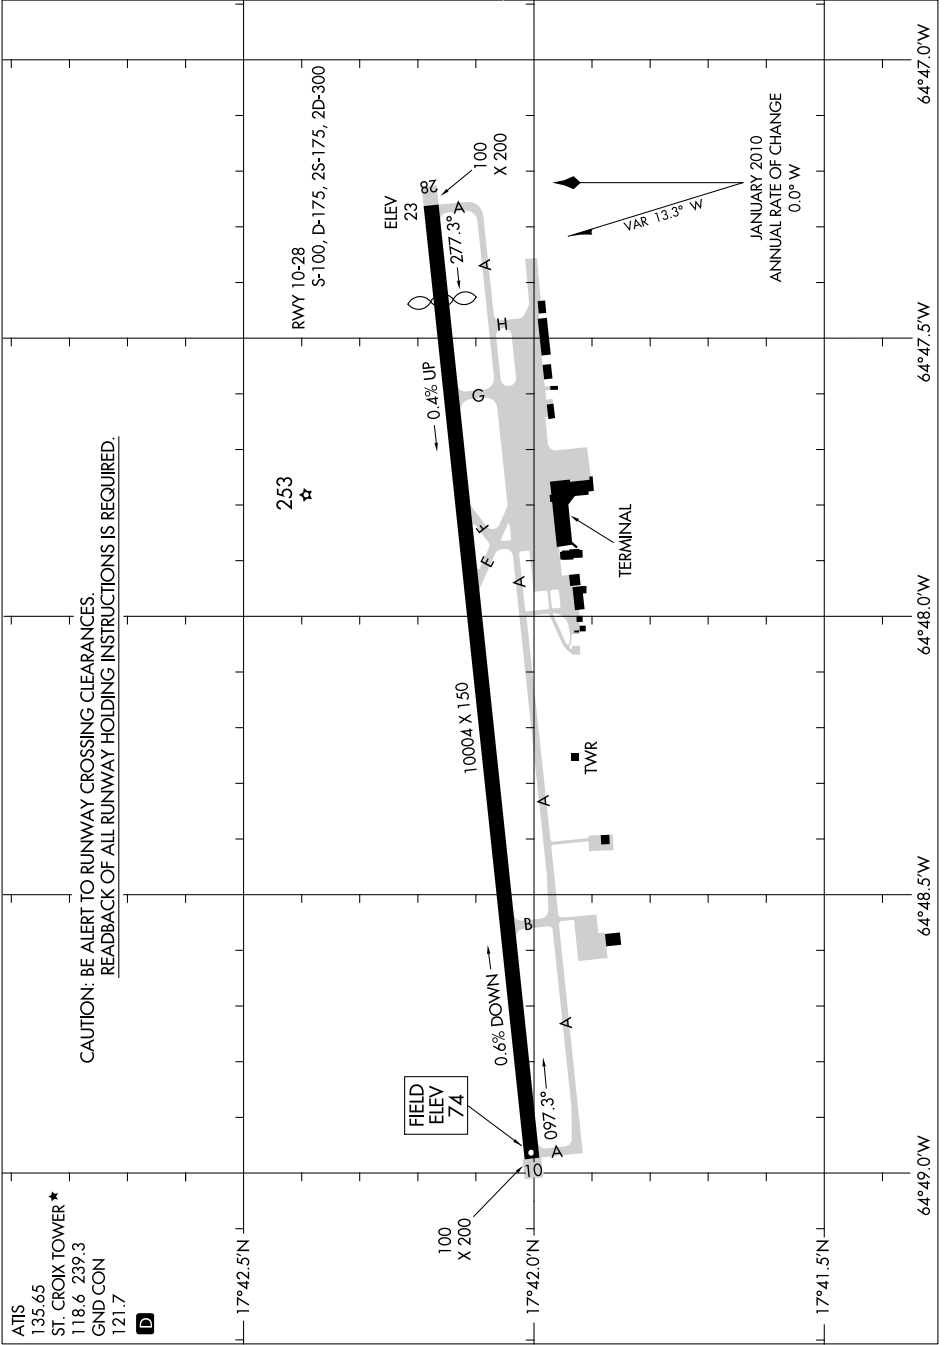 ATIS
135.65
ST. CROIX TOWER★
118.6 239.3
GND CON
121.7
D
CAUTION: BE ALERT TO RUNWAY CROSSING CLEARANCES.
READBACK OF ALL RUNWAY HOLDING INSTRUCTIONS IS REQUIRED.
RWY 10-28
S-100, D-175, 2S-175, 2D-300
17°42.5'N
253
FIELD
ELEV
74
ELEV
23
28
100
X 200
A
277.3°
0.4% UP
A
H
G
F
E
A
10004 X 150
0.6% DOWN
097.3°
100
X 200
10
A
A
B
A
17°42.0'N
TWR
TERMINAL
VAR 13.3° W
JANUARY 2010
ANNUAL RATE OF CHANGE
0.0° W
17°41.5'N
64°49.0'W
64°48.5'W
64°48.0'W
64°47.5'W
64°47.0'W